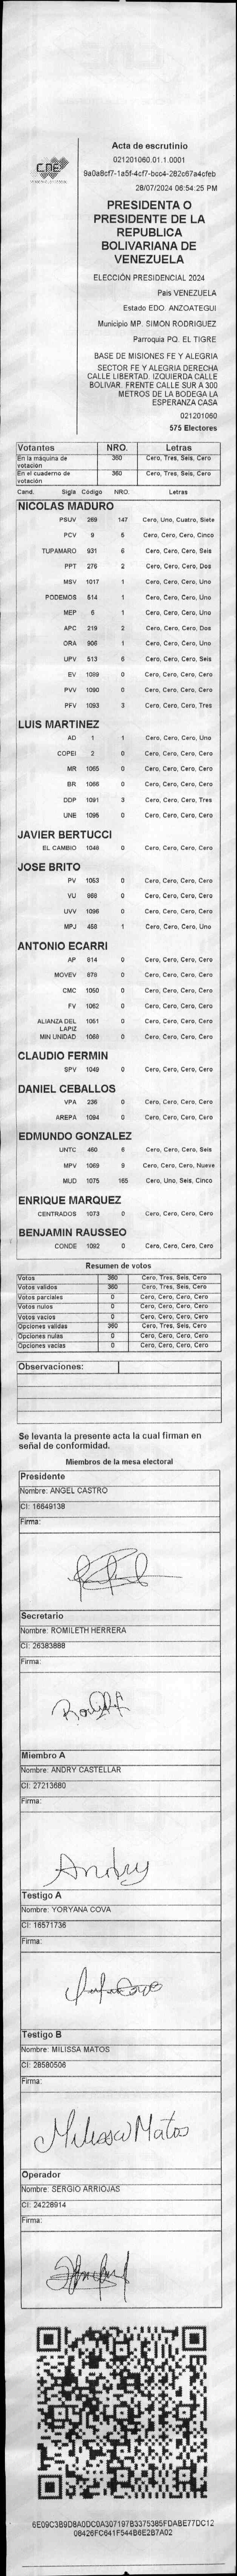 CNE
Acta de escrutinio
021201060.01.1.0001
9a0a8cf7-1a5f-4cf7-bcc4-282c67a4cfeb
28/07/2024 06:54:25 PM
PRESIDENTA O
PRESIDENTE DE LA
REPUBLICA
BOLIVARIANA DE
VENEZUELA
ELECCIÓN PRESIDENCIAL 2024
Pais VENEZUELA
Estado EDO. ANZOATEGUI
Municipio MP. SIMON RODRIGUEZ
Parroquia PQ. EL TIGRE
BASE DE MISIONES FE Y ALEGRIA
SECTOR FE Y ALEGRIA DERECHA
CALLE LIBERTAD. IZQUIERDA CALLE
BOLIVAR. FRENTE CALLE SUR A 300
METROS DE LA BODEGA LA
ESPERANZA CASA
021201060
575 Electores
Votantes NRO. Letras
En la máquina de votación 360 Cero, Tres, Seis, Cero
En el cuaderno de votación 360 Cero, Tres, Seis, Cero
Cand. Sigla Código NRO. Letras
NICOLAS MADURO
PSUV 269 147 Cero, Uno, Cuatro, Siete
PCV 9 5 Cero, Cero, Cero, Cinco
TUPAMARO 931 6 Cero, Cero, Cero, Seis
PPT 276 2 Cero, Cero, Cero, Dos
MSV 1017 1 Cero, Cero, Cero, Uno
PODEMOS 514 1 Cero, Cero, Cero, Uno
MEP 6 1 Cero, Cero, Cero, Uno
APC 219 2 Cero, Cero, Cero, Dos
ORA 906 1 Cero, Cero, Cero, Uno
UPV 513 6 Cero, Cero, Cero, Seis
EV 1089 0 Cero, Cero, Cero, Cero
PVV 1090 0 Cero, Cero, Cero, Cero
PFV 1093 3 Cero, Cero, Cero, Tres
LUIS MARTINEZ
AD 1 1 Cero, Cero, Cero, Uno
COPEI 2 0 Cero, Cero, Cero, Cero
MR 1065 0 Cero, Cero, Cero, Cero
BR 1066 0 Cero, Cero, Cero, Cero
DDP 1091 3 Cero, Cero, Cero, Tres
UNE 1095 0 Cero, Cero, Cero, Cero
JAVIER BERTUCCI
EL CAMBIO 1048 0 Cero, Cero, Cero, Cero
JOSE BRITO
PV 1053 0 Cero, Cero, Cero, Cero
VU 868 0 Cero, Cero, Cero, Cero
UVV 1096 0 Cero, Cero, Cero, Cero
MPJ 458 1 Cero, Cero, Cero, Uno
ANTONIO ECARRI
AP 814 0 Cero, Cero, Cero, Cero
MOVEV 878 0 Cero, Cero, Cero, Cero
CMC 1050 0 Cero, Cero, Cero, Cero
FV 1062 0 Cero, Cero, Cero, Cero
ALIANZA DEL LAPIZ 1051 0 Cero, Cero, Cero, Cero
MIN UNIDAD 1068 0 Cero, Cero, Cero, Cero
CLAUDIO FERMIN
SPV 1049 0 Cero, Cero, Cero, Cero
DANIEL CEBALLOS
VPA 236 0 Cero, Cero, Cero, Cero
AREPA 1094 0 Cero, Cero, Cero, Cero
EDMUNDO GONZALEZ
UNTC 460 6 Cero, Cero, Cero, Seis
MPV 1069 9 Cero, Cero, Cero, Nueve
MUD 1075 165 Cero, Uno, Seis, Cinco
ENRIQUE MARQUEZ
CENTRADOS 1073 0 Cero, Cero, Cero, Cero
BENJAMIN RAUSSEO
CONDE 1092 0 Cero, Cero, Cero, Cero
Resumen de votos
Votos 360 Cero, Tres, Seis, Cero
Votos validos 360 Cero, Tres, Seis, Cero
Votos parciales 0 Cero, Cero, Cero, Cero
Votos nulos 0 Cero, Cero, Cero, Cero
Votos vacios 0 Cero, Cero, Cero, Cero
Opciones validas 360 Cero, Tres, Seis, Cero
Opciones nulas 0 Cero, Cero, Cero, Cero
Opciones vacias 0 Cero, Cero, Cero, Cero
Observaciones:
Se levanta la presente acta la cual firman en
señal de conformidad.
Miembros de la mesa electoral
Presidente
Nombre: ANGEL CASTRO
CI: 16649138
Firma:
Secretario
Nombre: ROMILETH HERRERA
CI: 26383888
Firma:
Miembro A
Nombre: ANDRY CASTELLAR
CI: 27213680
Firma:
Andry
Testigo A
Nombre: YORYANA COVA
CI: 16571736
Firma:
Testigo B
Nombre: MILISSA MATOS
CI: 28580506
Firma:
Milissa Matos
Operador
Nombre: SERGIO ARRIOJAS
CI: 24228914
Firma:
6E09C3B9D8A0DC0A307197B3375385FDABE77DC12
08426FC641F544B6E2B7A02